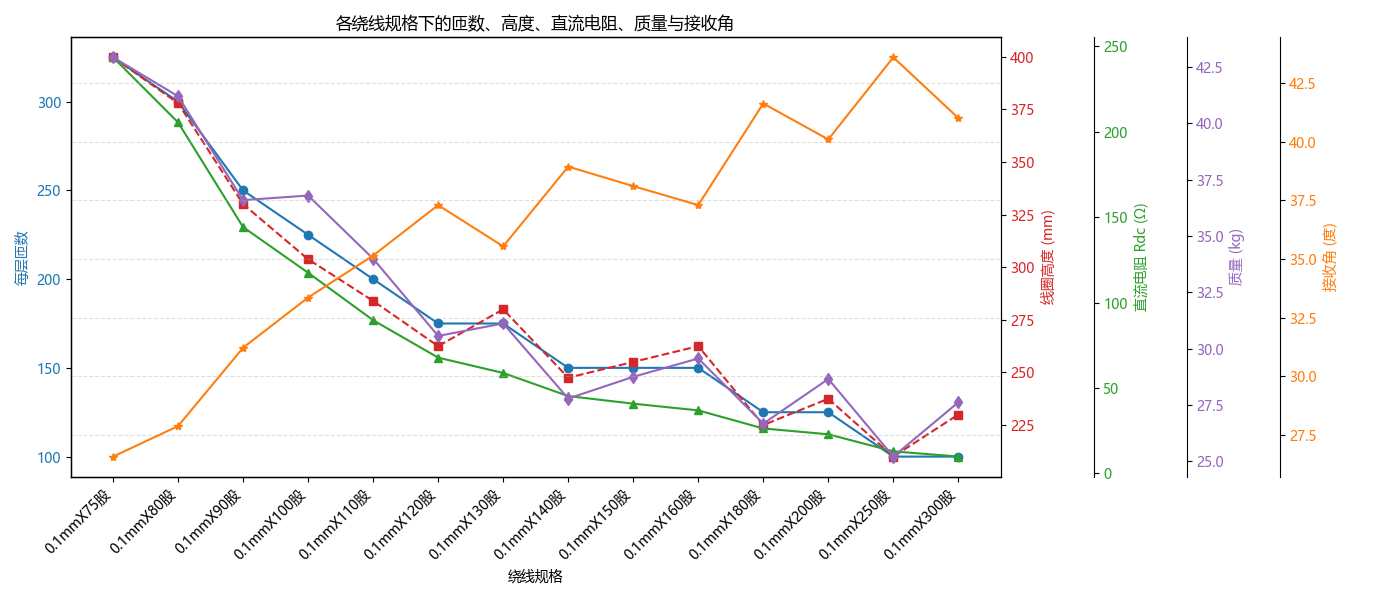 各绕线规格下的匝数、高度、直流电阻、质量与接收角
300
250
200
150
100
每层匝数
400
375
350
325
300
275
250
225
线圈高度 (mm)
250
200
150
100
50
0
直流电阻 Rdc (Ω)
42.5
40.0
37.5
35.0
32.5
30.0
27.5
25.0
质量 (kg)
42.5
40.0
37.5
35.0
32.5
30.0
27.5
接收角 (度)
0.1mmX75股
0.1mmX80股
0.1mmX90股
0.1mmX100股
0.1mmX110股
0.1mmX120股
0.1mmX130股
0.1mmX140股
0.1mmX150股
0.1mmX160股
0.1mmX180股
0.1mmX200股
0.1mmX250股
0.1mmX300股
绕线规格